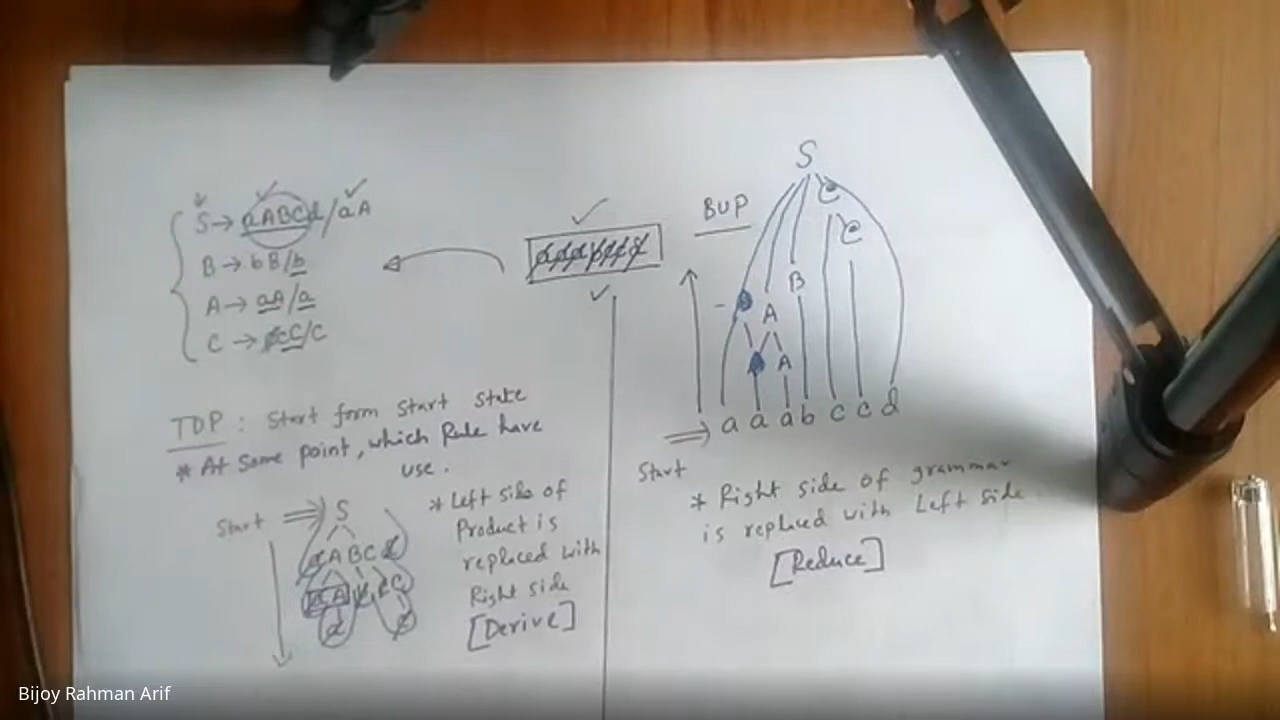 S → aABCd/aA
B → bB/b
A → aA/a
C → cC/C
TDP : Start form start state
* At some point, which Rule have
use.
Start ⇒ S
a A B C d
a A b c C
a c
* Left side of
Product is
replaced with
Right side
[Derive]
BUP
S
C
C
B
A
A
a a a b c c d
Start
* Right side of grammar
is replaced with Left side
[Reduce]
Bijoy Rahman Arif